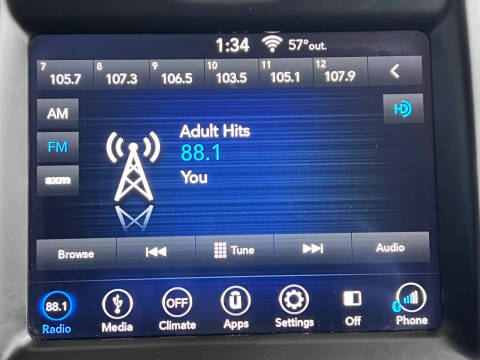 1:34 57° out.
7 8 9 10 11 12
105.7 107.3 106.5 103.5 105.1 107.9
AM
HD
Adult Hits
FM
88.1
sxm
You
Browse Tune Audio
88.1 OFF
Radio Media Climate Apps Settings Off Phone